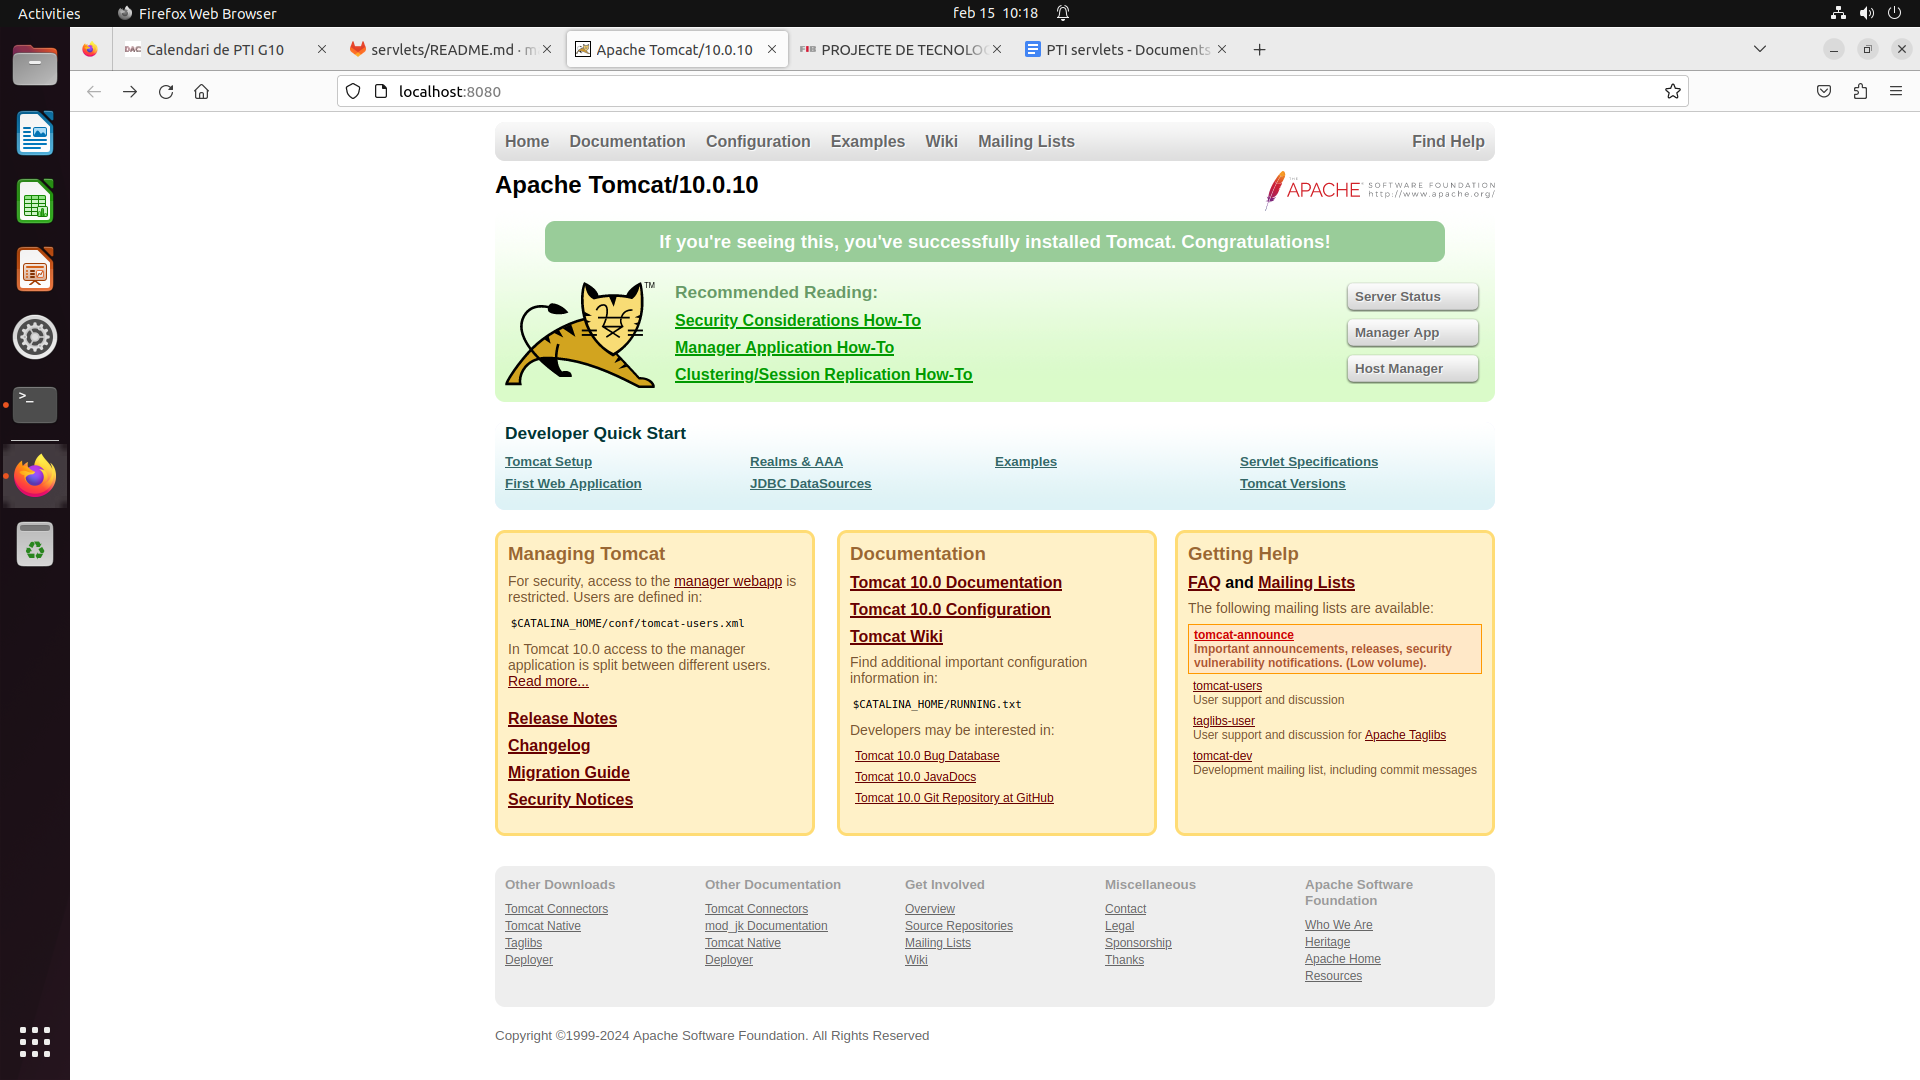 Activities
Firefox Web Browser
feb 15 10:18
Calendari de PTI G10
servlets/README.md · m
Apache Tomcat/10.0.10
PROJECTE DE TECNOLOG
PTI servlets - Documents
localhost:8080
Home Documentation Configuration Examples Wiki Mailing Lists Find Help
Apache Tomcat/10.0.10
THE APACHE SOFTWARE FOUNDATION
http://www.apache.org/
If you're seeing this, you've successfully installed Tomcat. Congratulations!
TM
Recommended Reading:
Security Considerations How-To
Manager Application How-To
Clustering/Session Replication How-To
Server Status
Manager App
Host Manager
Developer Quick Start
Tomcat Setup
First Web Application
Realms & AAA
JDBC DataSources
Examples
Servlet Specifications
Tomcat Versions
Managing Tomcat
For security, access to the manager webapp is
restricted. Users are defined in:
$CATALINA_HOME/conf/tomcat-users.xml
In Tomcat 10.0 access to the manager
application is split between different users.
Read more...
Release Notes
Changelog
Migration Guide
Security Notices
Documentation
Tomcat 10.0 Documentation
Tomcat 10.0 Configuration
Tomcat Wiki
Find additional important configuration
information in:
$CATALINA_HOME/RUNNING.txt
Developers may be interested in:
Tomcat 10.0 Bug Database
Tomcat 10.0 JavaDocs
Tomcat 10.0 Git Repository at GitHub
Getting Help
FAQ and Mailing Lists
The following mailing lists are available:
tomcat-announce
Important announcements, releases, security
vulnerability notifications. (Low volume).
tomcat-users
User support and discussion
taglibs-user
User support and discussion for Apache Taglibs
tomcat-dev
Development mailing list, including commit messages
Other Downloads
Tomcat Connectors
Tomcat Native
Taglibs
Deployer
Other Documentation
Tomcat Connectors
mod_jk Documentation
Tomcat Native
Deployer
Get Involved
Overview
Source Repositories
Mailing Lists
Wiki
Miscellaneous
Contact
Legal
Sponsorship
Thanks
Apache Software
Foundation
Who We Are
Heritage
Apache Home
Resources
Copyright ©1999-2024 Apache Software Foundation. All Rights Reserved